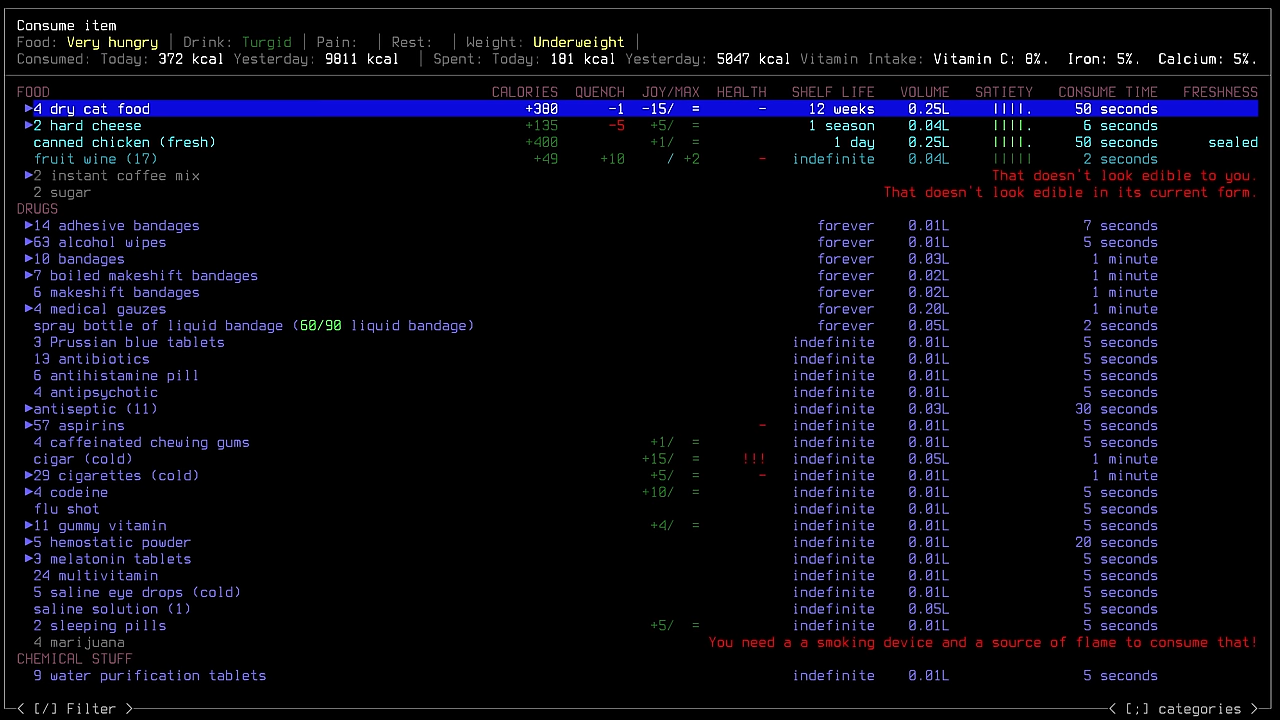 Consume item
Food: Very hungry │ Drink: Turgid │ Pain: │ Rest: │ Weight: Underweight │
Consumed: Today: 372 kcal Yesterday: 9011 kcal │ Spent: Today: 181 kcal Yesterday: 5047 kcal Vitamin Intake: Vitamin C: 8%. Iron: 5%. Calcium: 5%.
FOOD CALORIES QUENCH JOY/MAX HEALTH SHELF LIFE VOLUME SATIETY CONSUME TIME FRESHNESS
▶4 dry cat food +380 -1 -15/ = - 12 weeks 0.25L ||||. 50 seconds
▶2 hard cheese +135 -5 +5/ = 1 season 0.04L ||||. 6 seconds
canned chicken (fresh) +400 +1/ = 1 day 0.25L ||||. 50 seconds sealed
fruit wine (17) +49 +10 / +2 - indefinite 0.04L ||||| 2 seconds
▶2 instant coffee mix That doesn't look edible to you.
2 sugar That doesn't look edible in its current form.
DRUGS
▶14 adhesive bandages forever 0.01L 7 seconds
▶63 alcohol wipes forever 0.01L 5 seconds
▶10 bandages forever 0.03L 1 minute
▶7 boiled makeshift bandages forever 0.02L 1 minute
6 makeshift bandages forever 0.02L 1 minute
▶4 medical gauzes forever 0.20L 1 minute
spray bottle of liquid bandage (60/90 liquid bandage) forever 0.05L 2 seconds
3 Prussian blue tablets indefinite 0.01L 5 seconds
13 antibiotics indefinite 0.01L 5 seconds
6 antihistamine pill indefinite 0.01L 5 seconds
4 antipsychotic indefinite 0.01L 5 seconds
▶antiseptic (11) indefinite 0.03L 30 seconds
▶57 aspirins - indefinite 0.01L 5 seconds
4 caffeinated chewing gums +1/ = indefinite 0.01L 5 seconds
cigar (cold) +15/ = !!! indefinite 0.05L 1 minute
▶29 cigarettes (cold) +5/ = - indefinite 0.01L 1 minute
▶4 codeine +10/ = indefinite 0.01L 5 seconds
flu shot indefinite 0.01L 5 seconds
▶11 gummy vitamin +4/ = indefinite 0.01L 5 seconds
▶5 hemostatic powder indefinite 0.01L 20 seconds
▶3 melatonin tablets indefinite 0.01L 5 seconds
24 multivitamin indefinite 0.01L 5 seconds
5 saline eye drops (cold) indefinite 0.01L 5 seconds
saline solution (1) indefinite 0.05L 5 seconds
2 sleeping pills +5/ = indefinite 0.01L 5 seconds
4 marijuana You need a a smoking device and a source of flame to consume that!
CHEMICAL STUFF
9 water purification tablets indefinite 0.01L 5 seconds
< [/] Filter > < [;] categories >